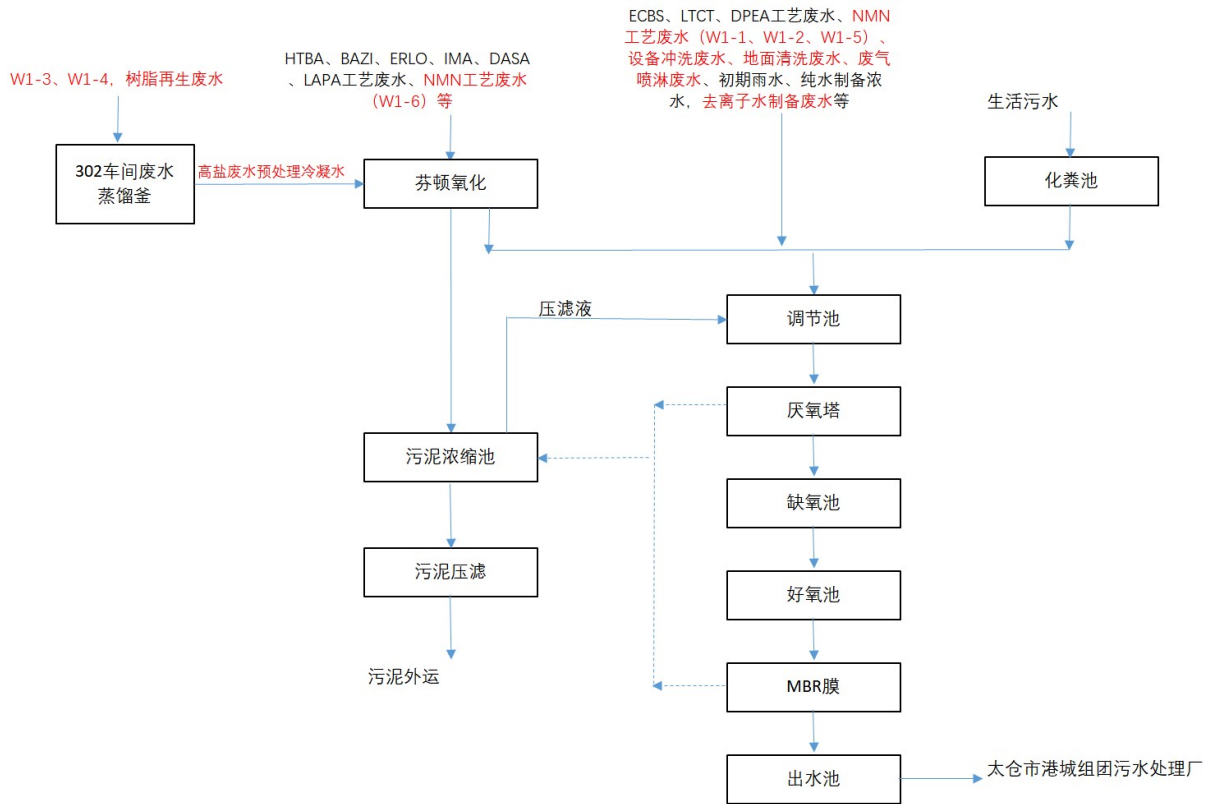 ECBS、LTCT、DPEA工艺废水、NMN
工艺废水（W1-1、W1-2、W1-5）、
设备冲洗废水、地面清洗废水、废气
喷淋废水、初期雨水、纯水制备浓
水，去离子水制备废水等
HTBA、BAZI、ERLO、IMA、DASA
、LAPA工艺废水、NMN工艺废水
（W1-6）等
W1-3、W1-4，树脂再生废水
生活污水
302车间废水
蒸馏釜
高盐废水预处理冷凝水
芬顿氧化
化粪池
压滤液
调节池
厌氧塔
污泥浓缩池
缺氧池
污泥压滤
好氧池
污泥外运
MBR膜
出水池
太仓市港城组团污水处理厂